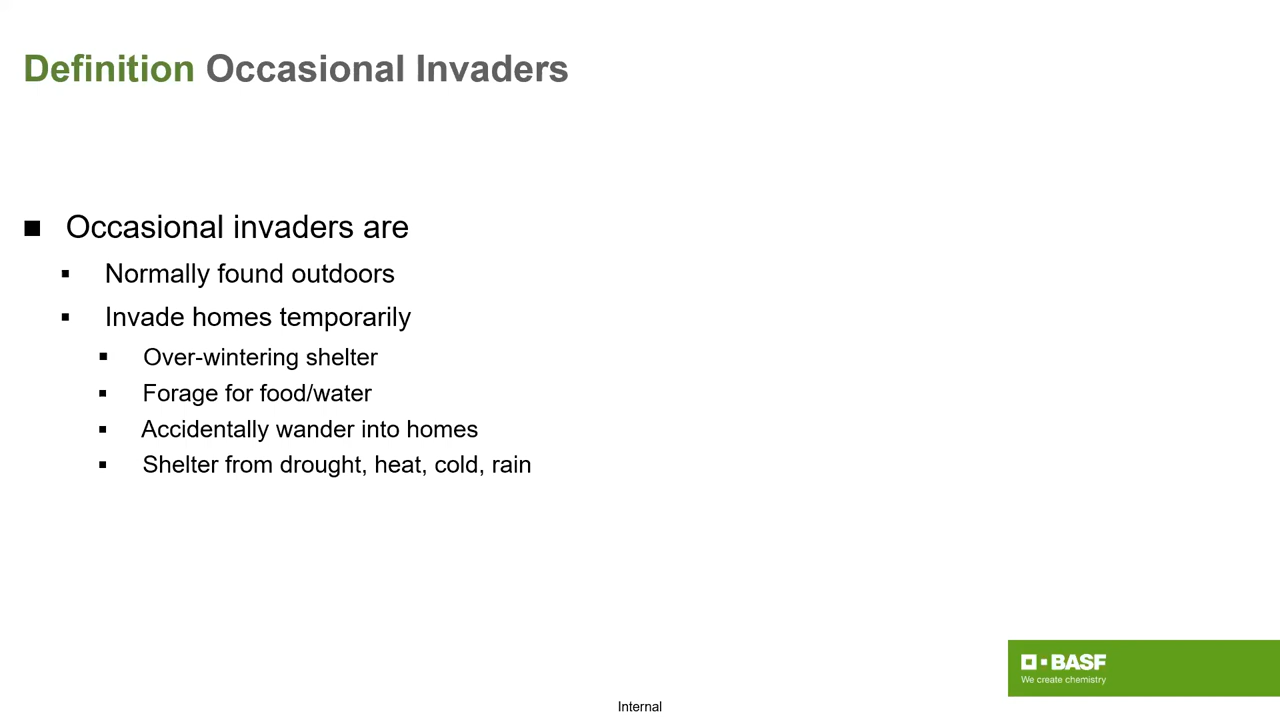 Definition Occasional Invaders
Occasional invaders are
Normally found outdoors
Invade homes temporarily
Over-wintering shelter
Forage for food/water
Accidentally wander into homes
Shelter from drought, heat, cold, rain
BASF
We create chemistry
Internal